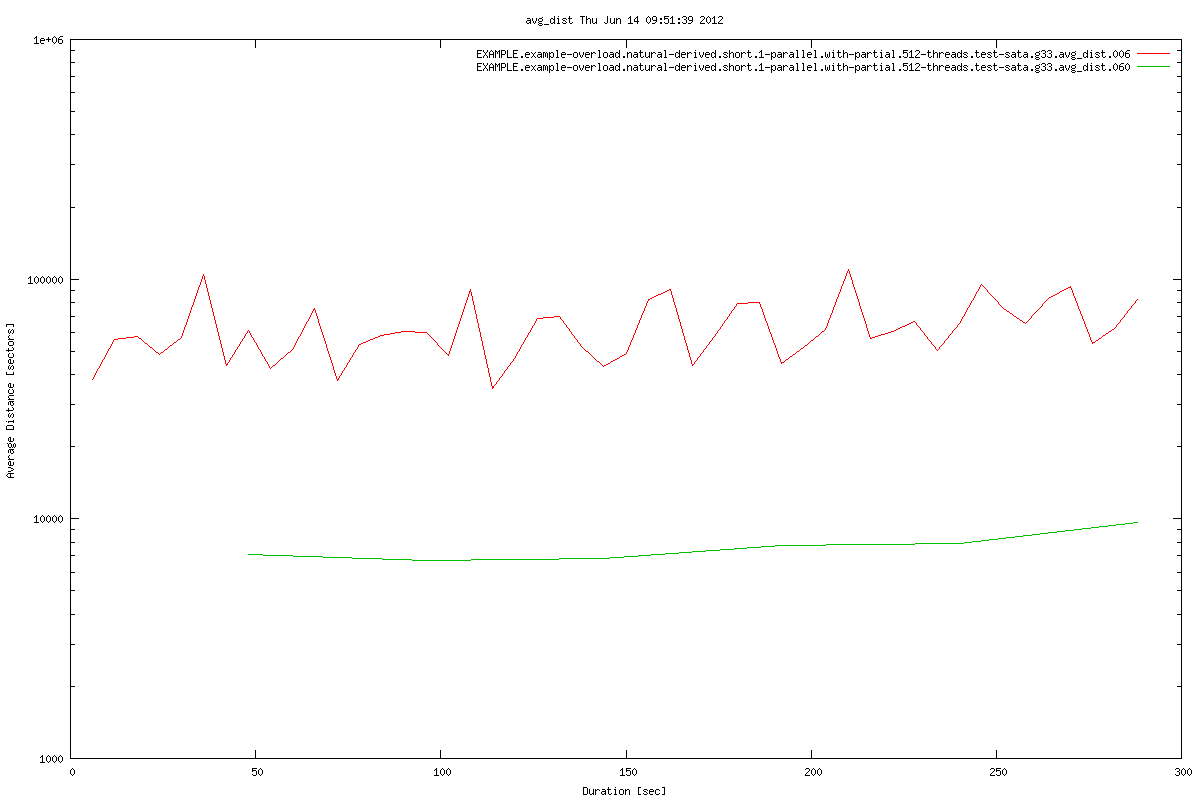 avg_dist Thu Jun 14 09:51:39 2012
EXAMPLE.example-overload.natural-derived.short.1-parallel.with-partial.512-threads.test-sata.g33.avg_dist.006
EXAMPLE.example-overload.natural-derived.short.1-parallel.with-partial.512-threads.test-sata.g33.avg_dist.060
1e+06
100000
10000
1000
Average Distance [sectors]
0 50 100 150 200 250 300
Duration [sec]